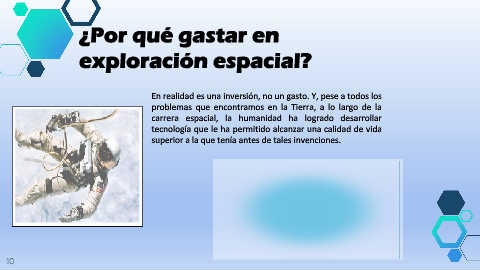 ¿Por qué gastar en
exploración espacial?
En realidad es una inversión, no un gasto. Y, pese a todos los
problemas que encontramos en la Tierra, a lo largo de la
carrera espacial, la humanidad ha logrado desarrollar
tecnología que le ha permitido alcanzar una calidad de vida
superior a la que tenía antes de tales invenciones.
10